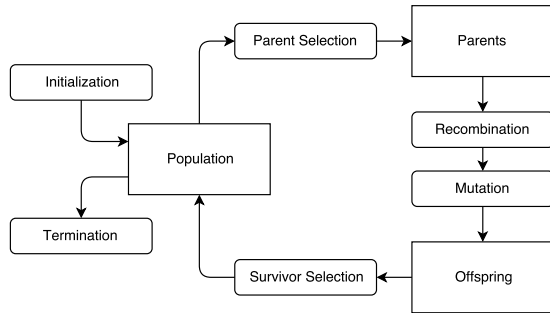 Parent Selection
Parents
Initialization
Recombination
Population
Mutation
Termination
Survivor Selection
Offspring